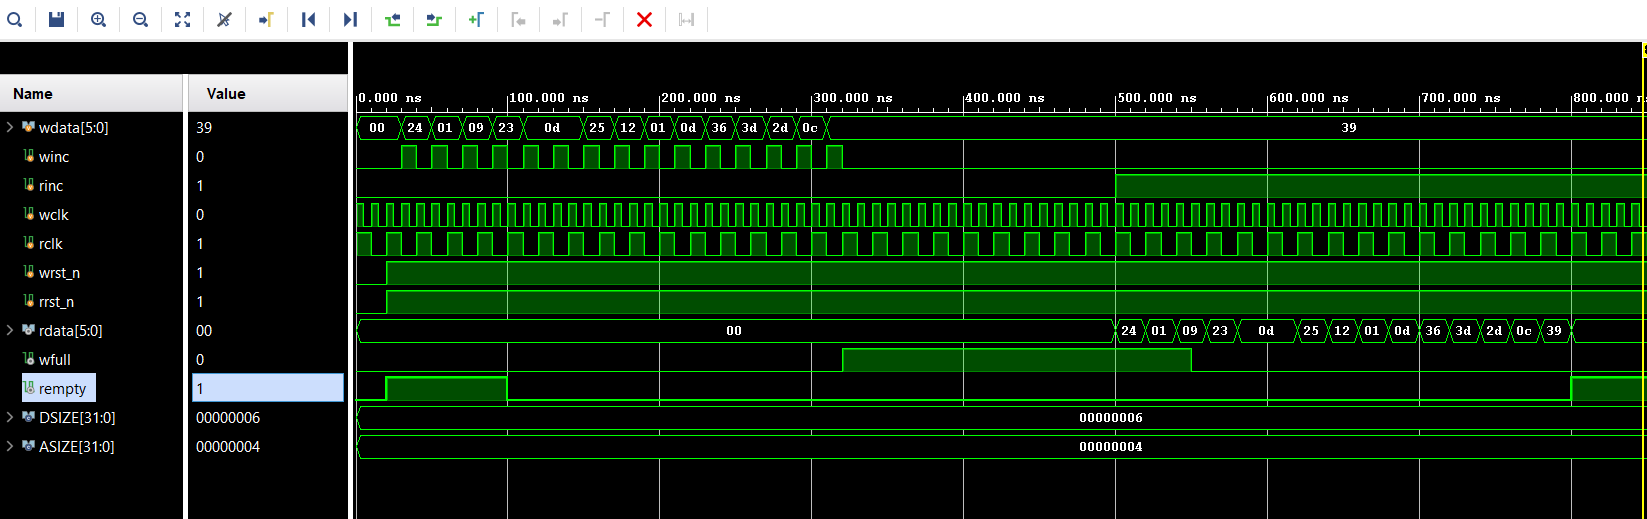 Name Value
0.000 ns 100.000 ns 200.000 ns 300.000 ns 400.000 ns 500.000 ns 600.000 ns 700.000 ns 800.000
wdata[5:0] 39 00 24 01 09 23 0d 25 12 01 0d 36 3d 2d 0c 39
winc 0
rinc 1
wclk 0
rclk 1
wrst_n 1
rrst_n 1
rdata[5:0] 00 00 24 01 09 23 0d 25 12 01 0d 36 3d 2d 0c 39
wfull 0
rempty 1
DSIZE[31:0] 00000006 00000006
ASIZE[31:0] 00000004 00000004